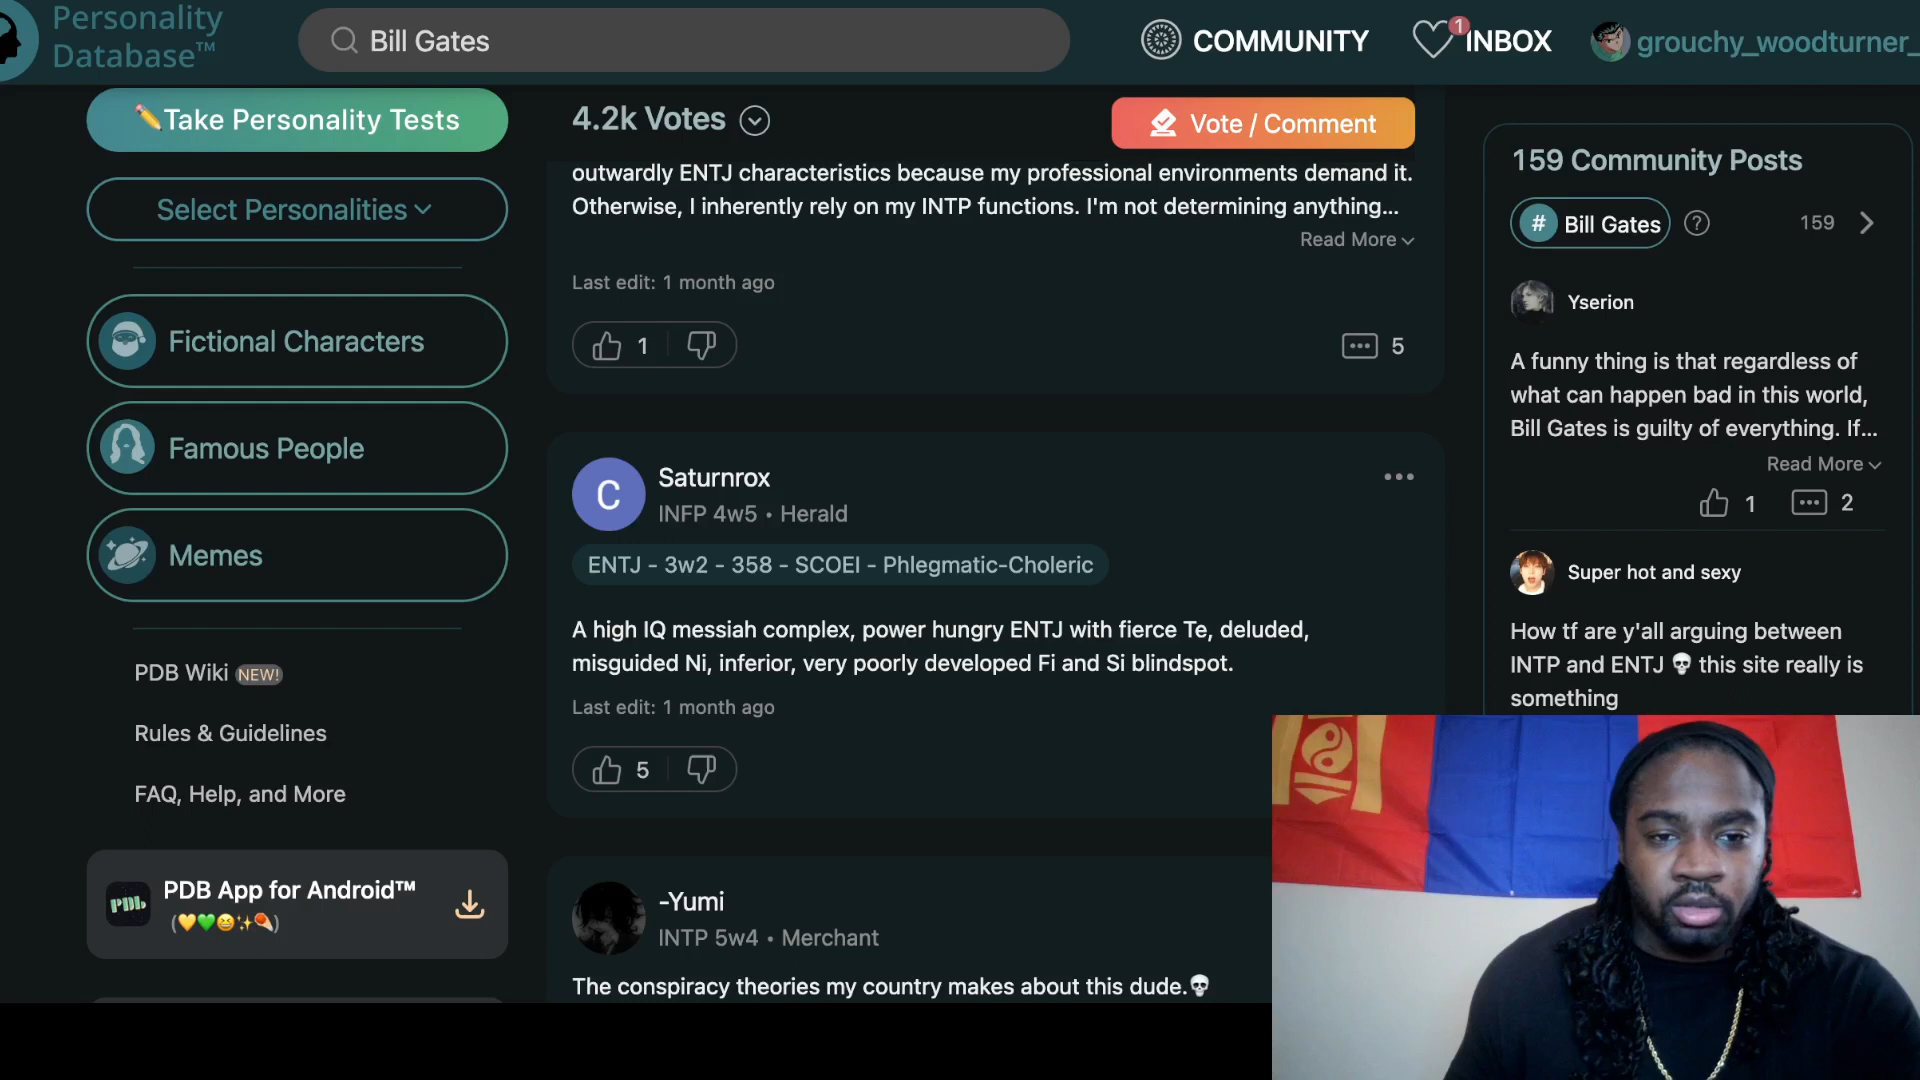 Personality
Database™
Bill Gates
COMMUNITY
1
INBOX
grouchy_woodturner_
✏️Take Personality Tests
Select Personalities
Fictional Characters
Famous People
Memes
PDB Wiki NEW!
Rules & Guidelines
FAQ, Help, and More
PDb
PDB App for Android™
(💛💚😆✨🏓)
4.2k Votes
Vote / Comment
outwardly ENTJ characteristics because my professional environments demand it.
Otherwise, I inherently rely on my INTP functions. I'm not determining anything...
Read More
Last edit: 1 month ago
1
5
C
Saturnrox
INFP 4w5 • Herald
ENTJ - 3w2 - 358 - SCOEI - Phlegmatic-Choleric
A high IQ messiah complex, power hungry ENTJ with fierce Te, deluded,
misguided Ni, inferior, very poorly developed Fi and Si blindspot.
Last edit: 1 month ago
5
-Yumi
INTP 5w4 • Merchant
The conspiracy theories my country makes about this dude.💀
159 Community Posts
# Bill Gates ? 159
Yserion
A funny thing is that regardless of
what can happen bad in this world,
Bill Gates is guilty of everything. If...
Read More
1
2
Super hot and sexy
How tf are y'all arguing between
INTP and ENTJ 💀 this site really is
something